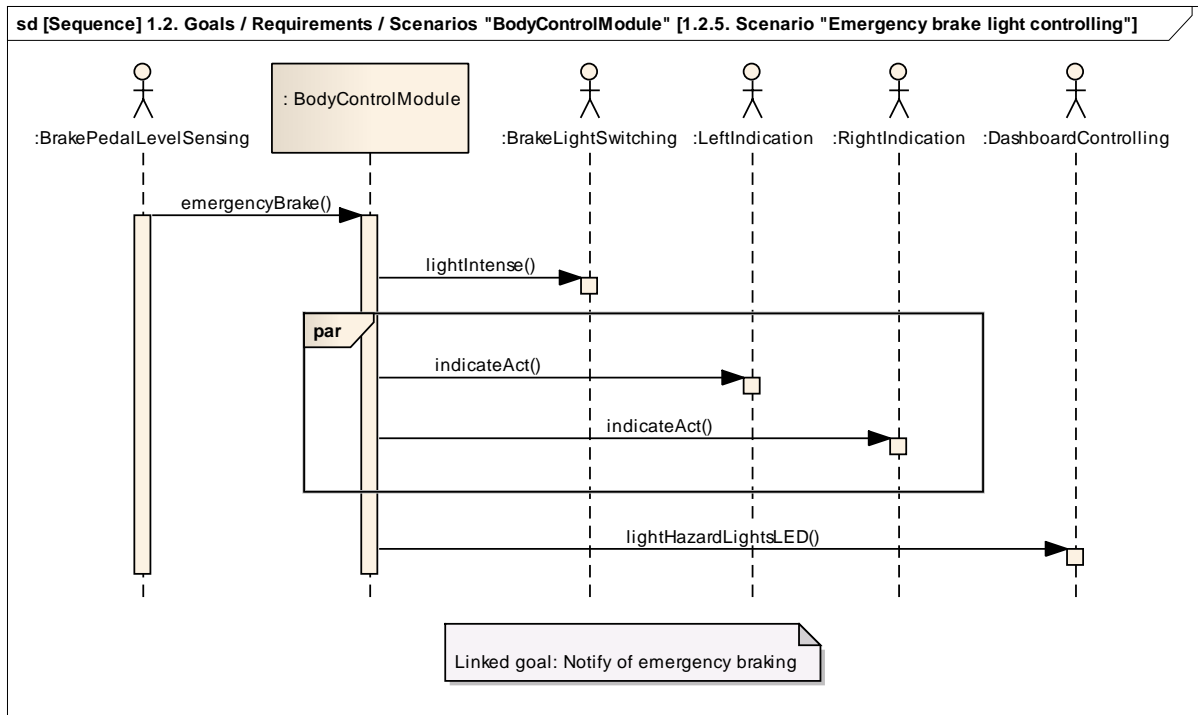 sd [Sequence] 1.2. Goals / Requirements / Scenarios "BodyControlModule" [1.2.5. Scenario "Emergency brake light controlling"]
: BodyControlModule
:BrakePedalLevelSensing
:BrakeLightSwitching
:LeftIndication
:RightIndication
:DashboardControlling
emergencyBrake()
lightIntense()
par
indicateAct()
indicateAct()
lightHazardLightsLED()
Linked goal: Notify of emergency braking